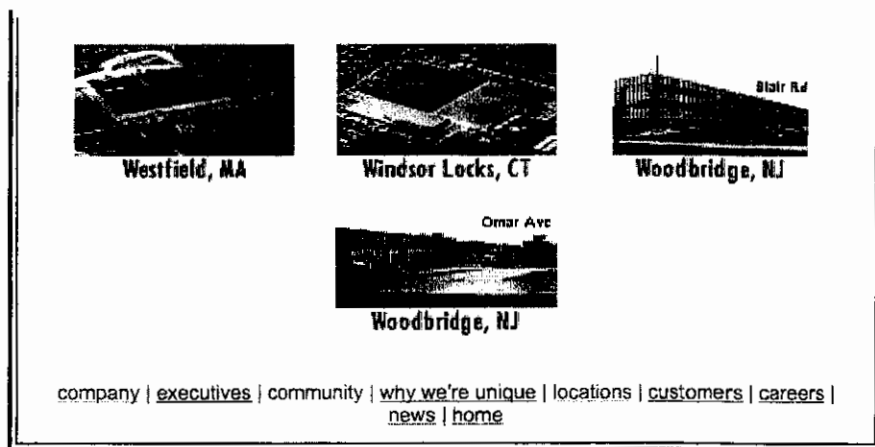 Blair Rd
Westfield, MA
Windsor Locks, CT
Woodbridge, NJ
Omar Ave
Woodbridge, NJ
company | executives | community | why we're unique | locations | customers | careers |
news | home